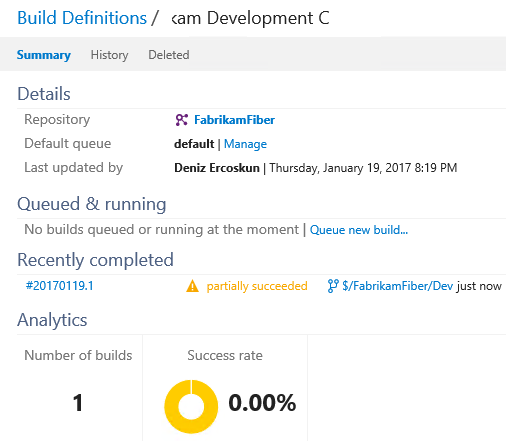 Build Definitions / kam Development C
Summary History Deleted
Details
Repository FabrikamFiber
Default queue default | Manage
Last updated by Deniz Ercoskun | Thursday, January 19, 2017 8:19 PM
Queued & running
No builds queued or running at the moment | Queue new build...
Recently completed
#20170119.1 partially succeeded $/FabrikamFiber/Dev just now
Analytics
Number of builds Success rate
1 0.00%